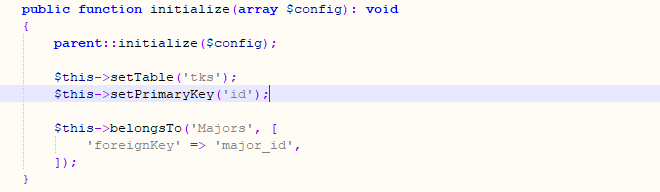 public function initialize(array $config): void
{
parent::initialize($config);
$this->setTable('tks');
$this->setPrimaryKey('id');
$this->belongsTo('Majors', [
'foreignKey' => 'major_id',
]);
}